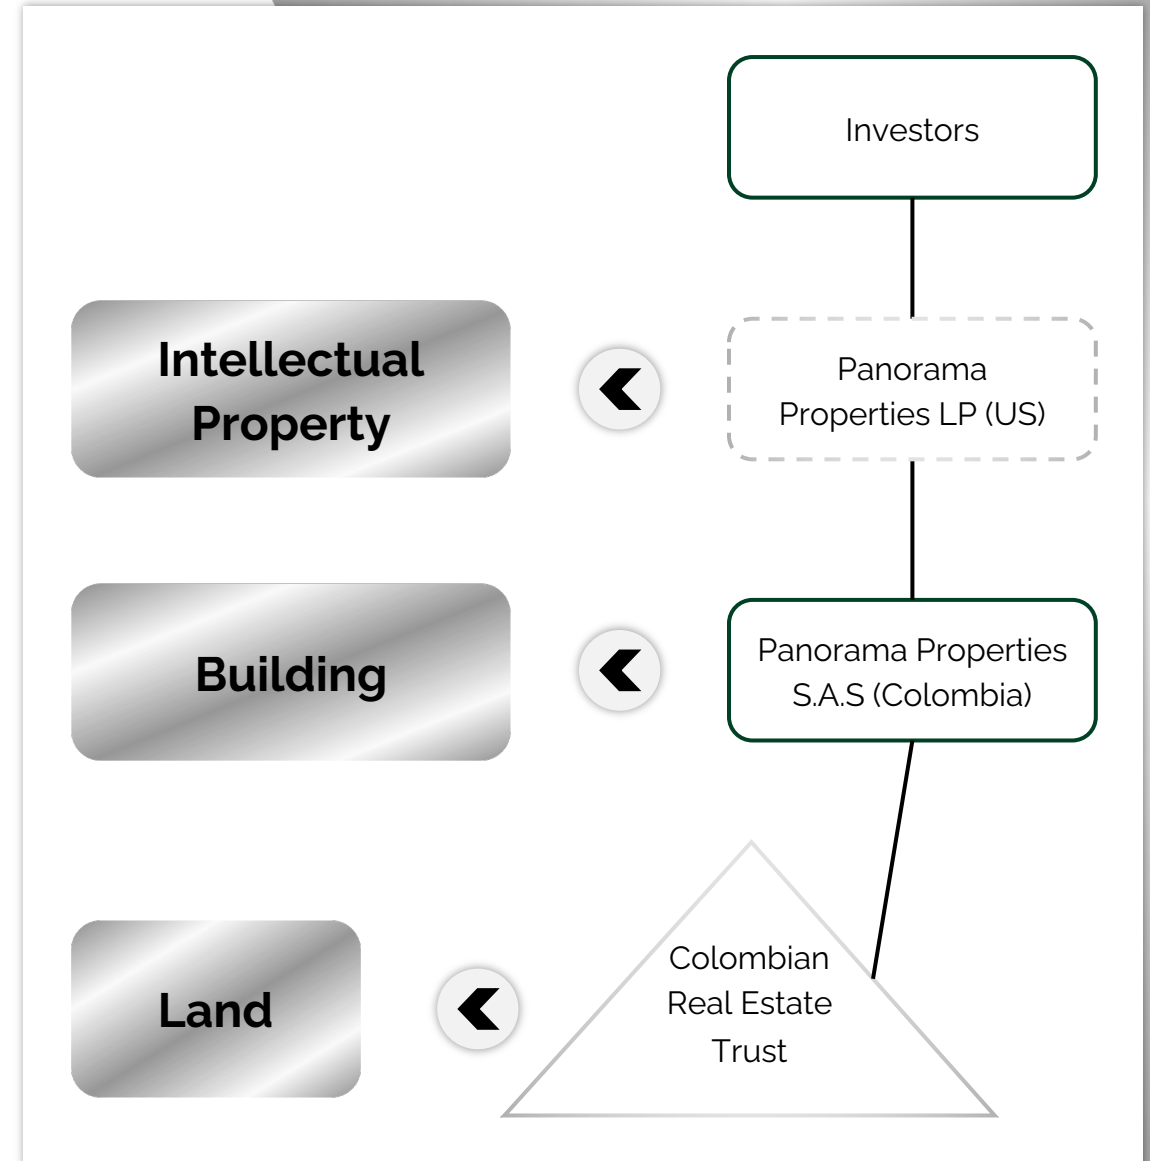 Investors
Intellectual
Property
Panorama
Properties LP (US)
Building
Panorama Properties
S.A.S (Colombia)
Land
Colombian
Real Estate
Trust